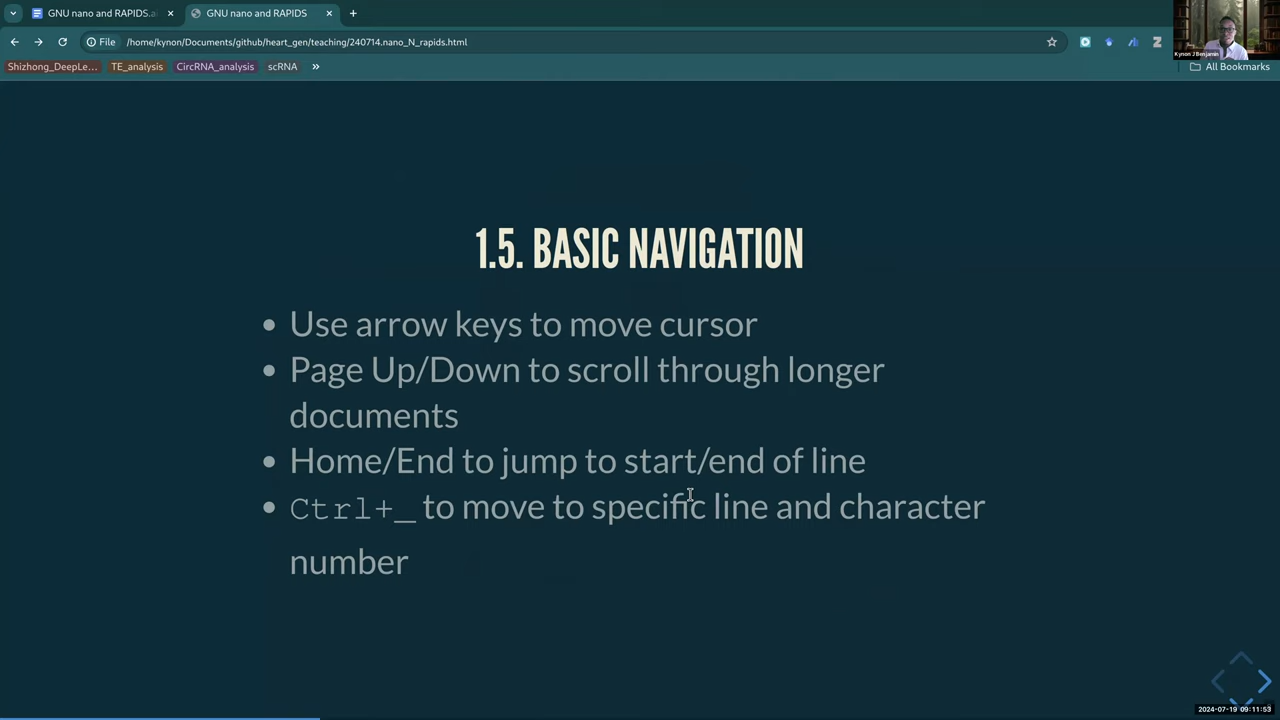 GNU nano and RAPIDS.a
GNU nano and RAPIDS
File
/home/kynon/Documents/github/heart_gen/teaching/240714.nano_N_rapids.html
Shizhong_DeepLe...
TE_analysis
CircRNA_analysis
scRNA
»
All Bookmarks
Kynon J Benjamin
1.5. BASIC NAVIGATION
• Use arrow keys to move cursor
• Page Up/Down to scroll through longer
documents
• Home/End to jump to start/end of line
• Ctrl+_ to move to specific line and character
number
2024-07-19 09:11:53